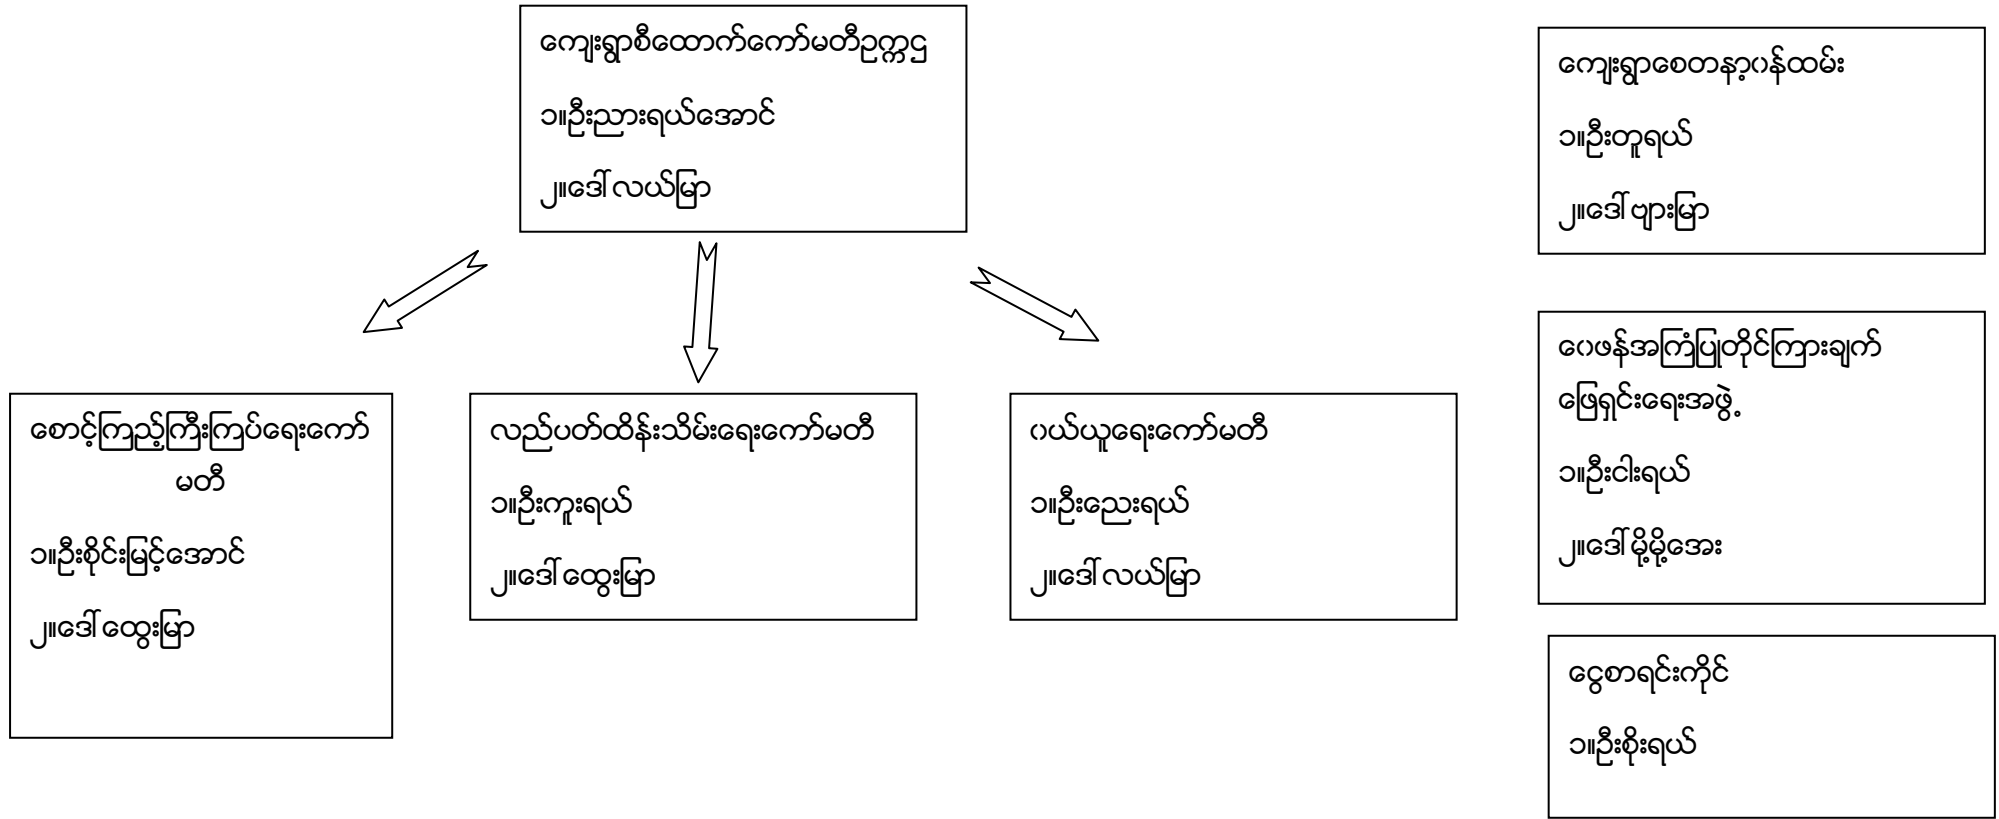 ကျေးရွာစီထောက်ကော်မတီဥက္ကဌ
၁။ဦးညားရယ်အောင်
၂။ဒေါ်လယ်မြာ
ကျေးရွာစေတနာ့ဝန်ထမ်း
၁။ဦးတူရယ်
၂။ဒေါ်ဗျားမြာ
ဝေဖန်အကြံပြုတိုင်ကြားချက်
ဖြေရှင်းရေးအဖွဲ့
၁။ဦးငါးရယ်
၂။ဒေါ်မို့မို့အေး
စောင့်ကြည့်ကြီးကြပ်ရေးကော်
မတီ
၁။ဦးစိုင်းမြင့်အောင်
၂။ဒေါ်ထွေးမြာ
လည်ပတ်ထိန်းသိမ်းရေးကော်မတီ
၁။ဦးကူးရယ်
၂။ဒေါ်ထွေးမြာ
ဝယ်ယူရေးကော်မတီ
၁။ဦးညေးရယ်
၂။ဒေါ်လယ်မြာ
ငွေစာရင်းကိုင်
၁။ဦးစိုးရယ်